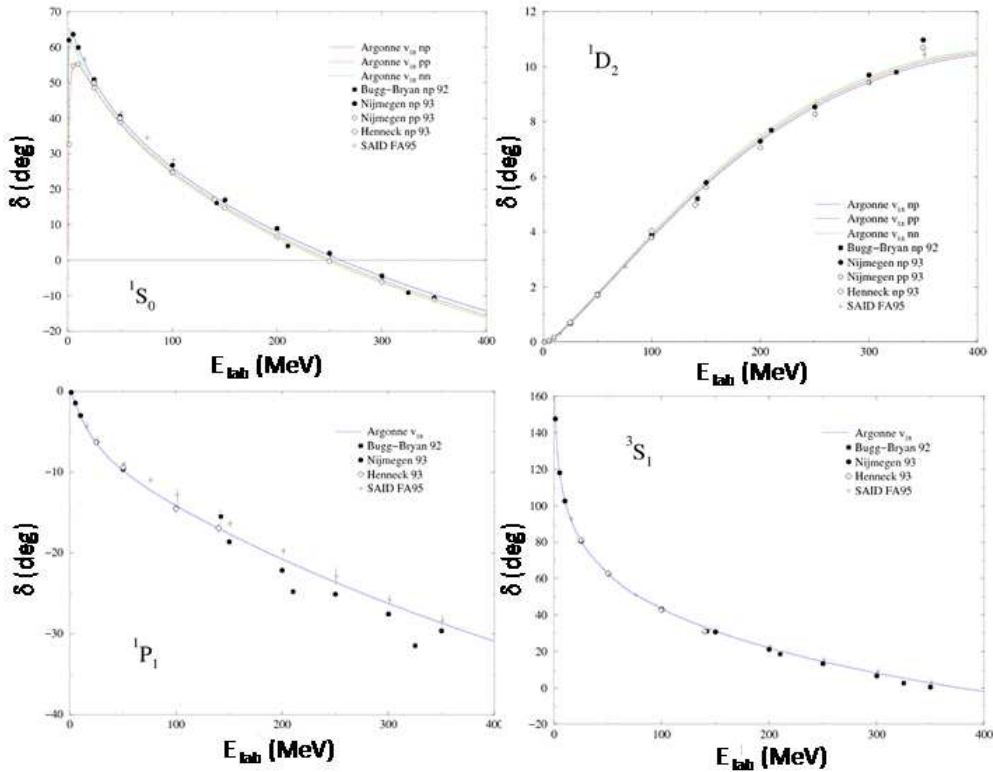 70
60
50
40
30
20
10
0
−10
−20
δ (deg)
Argonne v18 np
Argonne v18 pp
Argonne v18 nn
Bugg−Bryan np 92
Nijmegen np 93
Nijmegen pp 93
Henneck np 93
SAID FA95
1S0
0 100 200 300 400
E lab (MeV)
12
10
8
6
4
2
0
δ (deg)
1D2
Argonne v18 np
Argonne v18 pp
Argonne v18 nn
Bugg−Bryan np 92
Nijmegen np 93
Nijmegen pp 93
Henneck np 93
SAID FA95
0 100 200 300 400
E lab (MeV)
0
−10
−20
−30
−40
δ (deg)
Argonne v18
Bugg−Bryan 92
Nijmegen 93
Henneck 93
SAID FA95
1P1
0 100 200 300 400
E lab (MeV)
160
140
120
100
80
60
40
20
0
−20
δ (deg)
3S1
Argonne v18
Bugg−Bryan 92
Nijmegen 93
Henneck 93
SAID FA95
0 100 200 300 400
E lab (MeV)